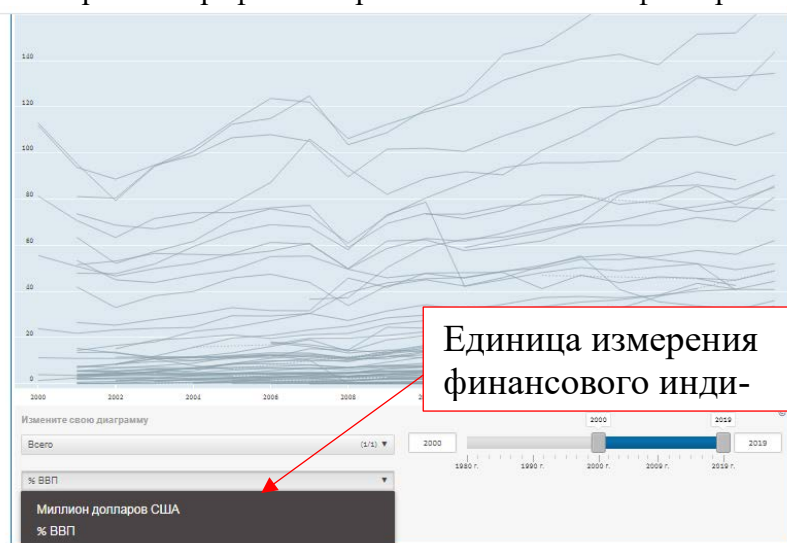 140
120
100
80
60
40
20
0
2000 2002 2004 2006 2008
Единица измерения
финансового инди-
Измените свою диаграмму
Всего (1/1) ▼
2000 2019
2000 2019
1980 г. 1990 г. 2000 г. 2009 г. 2019 г.
% ВВП ▼
Миллион долларов США
% ВВП